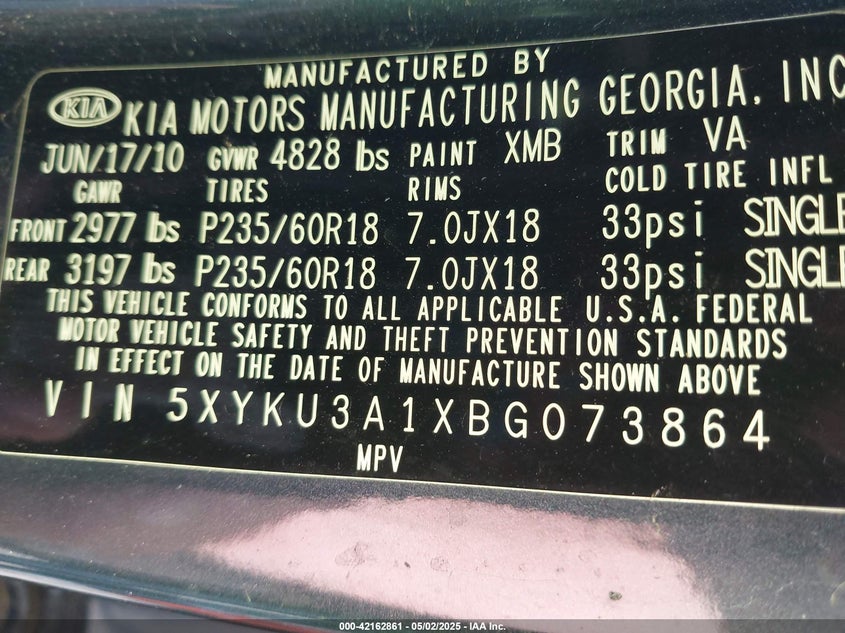 MANUFACTURED BY
KIA KIA MOTORS MANUFACTURING GEORGIA, INC
JUN/17/10 GVWR 4828 lbs PAINT XMB TRIM VA
GAWR TIRES RIMS COLD TIRE INFL
FRONT 2977 lbs P235/60R18 7.0JX18 33psi SINGLE
REAR 3197 lbs P235/60R18 7.0JX18 33psi SINGLE
THIS VEHICLE CONFORMS TO ALL APPLICABLE U.S.A. FEDERAL
MOTOR VEHICLE SAFETY AND THEFT PREVENTION STANDARDS
IN EFFECT ON THE DATE OF MANUFACTURE SHOWN ABOVE
VIN 5XYKU3A1XBG073864
MPV
000-42162861 - 05/02/2025 - IAA Inc.